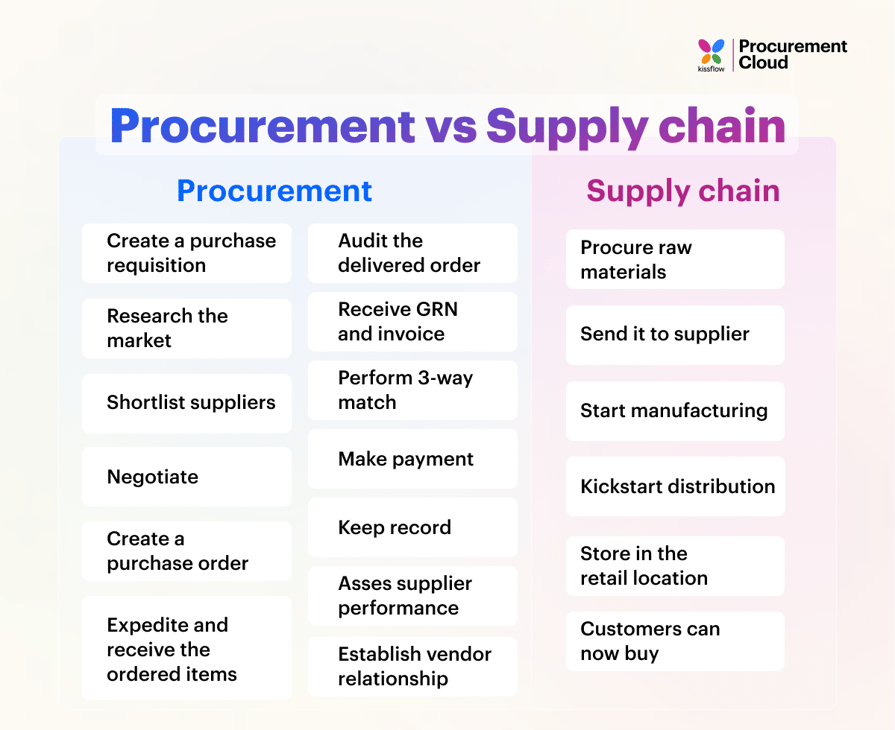 kissflow
Procurement
Cloud
Procurement vs Supply chain
Procurement
Create a purchase
requisition
Research the
market
Shortlist suppliers
Negotiate
Create a
purchase order
Expedite and
receive the
ordered items
Audit the
delivered order
Receive GRN
and invoice
Perform 3-way
match
Make payment
Keep record
Asses supplier
performance
Establish vendor
relationship
Supply chain
Procure raw
materials
Send it to supplier
Start manufacturing
Kickstart distribution
Store in the
retail location
Customers can
now buy